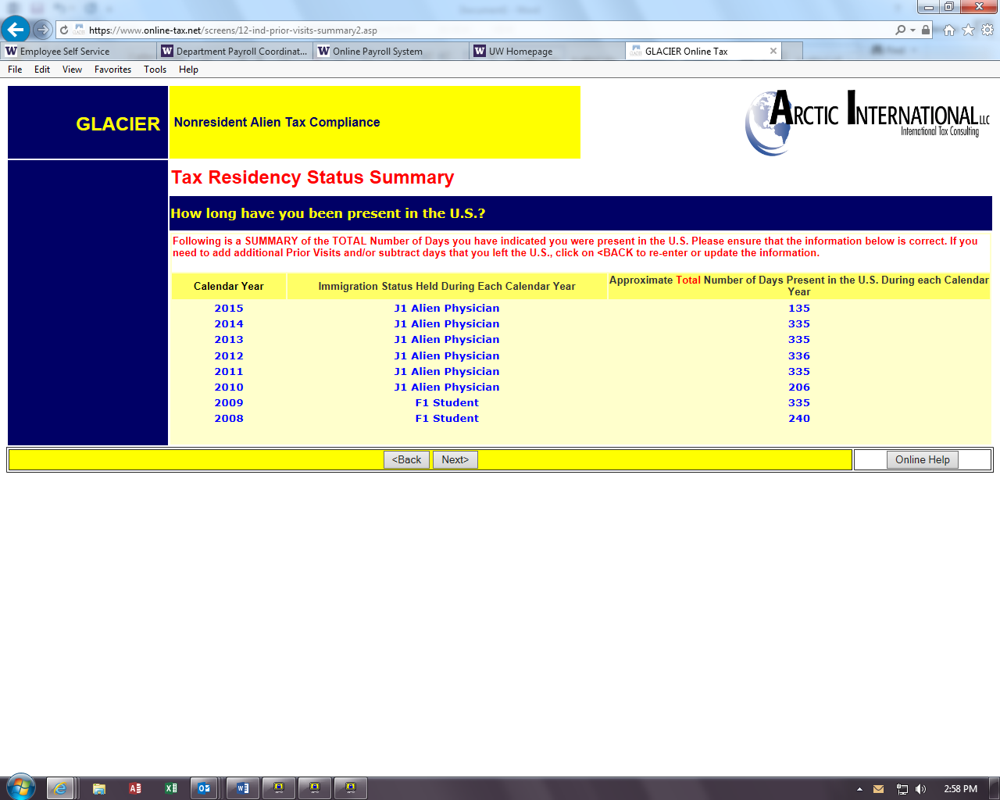 https://www.online-tax.net/screens/12-ind-prior-visits-summary2.asp
Employee Self Service
Department Payroll Coordinat...
Online Payroll System
UW Homepage
GLACIER Online Tax
File Edit View Favorites Tools Help
GLACIER
Nonresident Alien Tax Compliance
ARCTIC INTERNATIONAL LLC
International Tax Consulting
Tax Residency Status Summary
How long have you been present in the U.S.?
Following is a SUMMARY of the TOTAL Number of Days you have indicated you were present in the U.S. Please ensure that the information below is correct. If you
need to add additional Prior Visits and/or subtract days that you left the U.S., click on <BACK to re-enter or update the information.
Calendar Year Immigration Status Held During Each Calendar Year Approximate Total Number of Days Present in the U.S. During each Calendar
Year
2015 J1 Alien Physician 135
2014 J1 Alien Physician 335
2013 J1 Alien Physician 335
2012 J1 Alien Physician 336
2011 J1 Alien Physician 335
2010 J1 Alien Physician 206
2009 F1 Student 335
2008 F1 Student 240
<Back Next> Online Help
2:58 PM